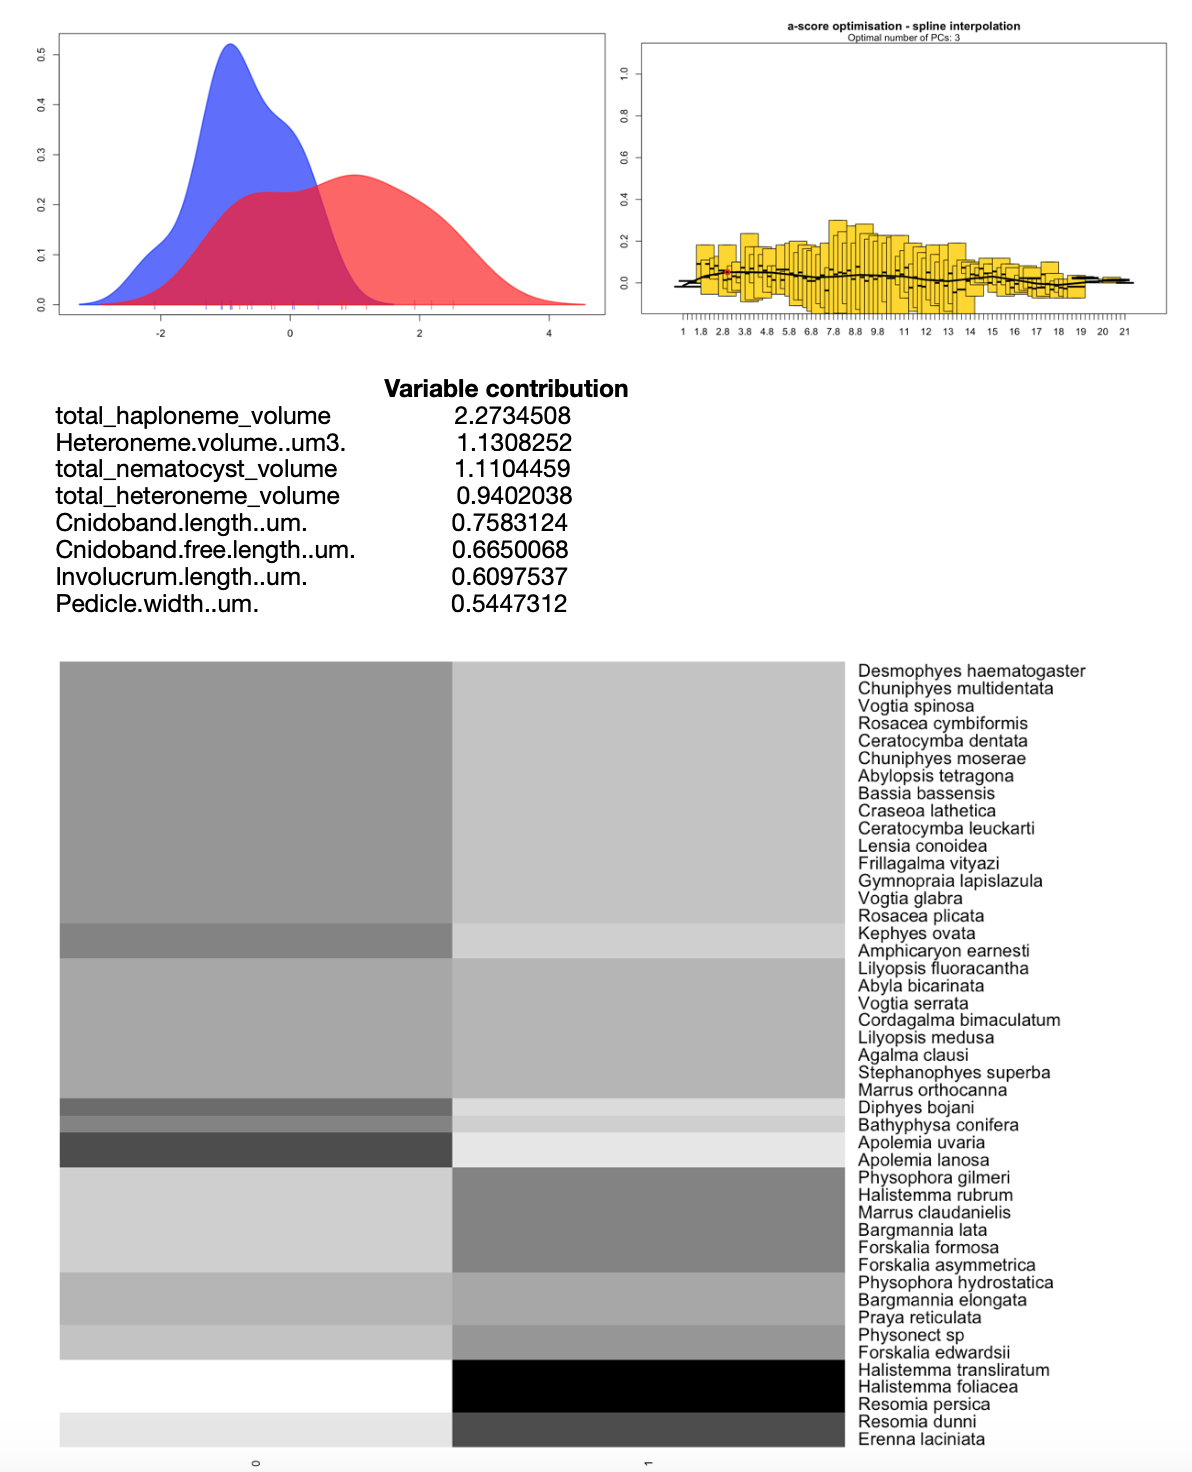 a-score optimisation - spline interpolation
Optimal number of PCs: 3
0.0 0.1 0.2 0.3 0.4 0.5
-2 0 2 4
0.0 0.2 0.4 0.6 0.8 1.0
1 1.8 2.8 3.8 4.8 5.8 6.8 7.8 8.8 9.8 11 12 13 14 15 16 17 18 19 20 21
Variable contribution
total_haploneme_volume 2.2734508
Heteroneme.volume..um3. 1.1308252
total_nematocyst_volume 1.1104459
total_heteroneme_volume 0.9402038
Cnidoband.length..um. 0.7583124
Cnidoband.free.length..um. 0.6650068
Involucrum.length..um. 0.6097537
Pedicle.width..um. 0.5447312
Desmophyes haematogaster
Chuniphyes multidentata
Vogtia spinosa
Rosacea cymbiformis
Ceratocymba dentata
Chuniphyes moserae
Abylopsis tetragona
Bassia bassensis
Craseoa lathetica
Ceratocymba leuckarti
Lensia conoidea
Frillagalma vityazi
Gymnopraia lapislazula
Vogtia glabra
Rosacea plicata
Kephyes ovata
Amphicaryon earnesti
Lilyopsis fluoracantha
Abyla bicarinata
Vogtia serrata
Cordagalma bimaculatum
Lilyopsis medusa
Agalma clausi
Stephanophyes superba
Marrus orthocanna
Diphyes bojani
Bathyphysa conifera
Apolemia uvaria
Apolemia lanosa
Physophora gilmeri
Halistemma rubrum
Marrus claudanielis
Bargmannia lata
Forskalia formosa
Forskalia asymmetrica
Physophora hydrostatica
Bargmannia elongata
Praya reticulata
Physonect sp
Forskalia edwardsii
Halistemma transliratum
Halistemma foliacea
Resomia persica
Resomia dunni
Erenna laciniata
0 1